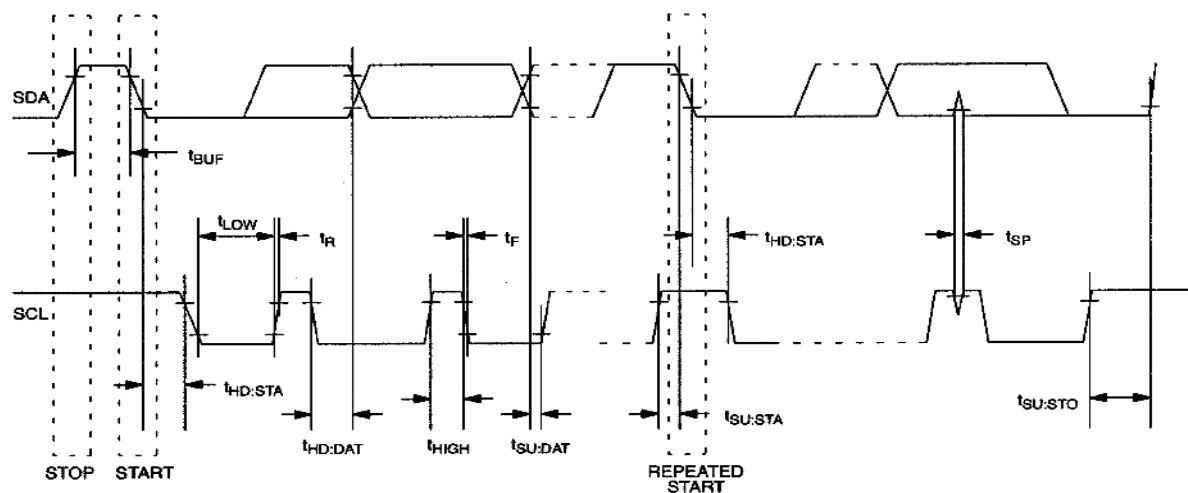 SDA
tBUF
tLOW
tR
tF
tHD:STA
tSP
SCL
tHD:STA
tHD:DAT
tHIGH
tSU:DAT
tSU:STA
tSU:STO
STOP
START
REPEATED
START